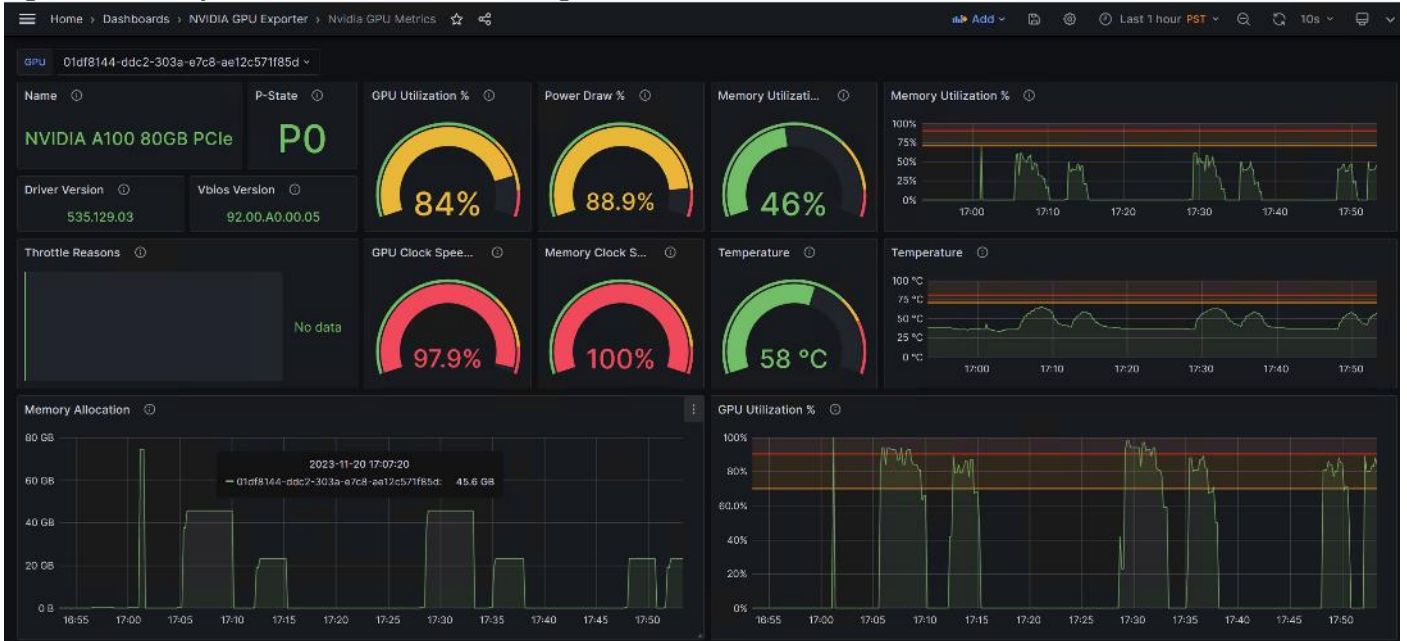 Home › Dashboards › NVIDIA GPU Exporter › Nvidia GPU Metrics
Add
Last 1 hour PST
10s
GPU 01df8144-ddc2-303a-e7c8-ae12c571f85d
Name
NVIDIA A100 80GB PCIe
P-State
P0
GPU Utilization %
84%
Power Draw %
88.9%
Memory Utilizati...
46%
Memory Utilization %
100%
75%
50%
25%
0%
17:00 17:10 17:20 17:30 17:40 17:50
Driver Version
535.129.03
Vbios Version
92.00.A0.00.05
Throttle Reasons
No data
GPU Clock Spee...
97.9%
Memory Clock S...
100%
Temperature
58 °C
Temperature
100 °C
75 °C
50 °C
25 °C
0 °C
17:00 17:10 17:20 17:30 17:40 17:50
Memory Allocation
80 GB
60 GB
40 GB
20 GB
0 B
16:55 17:00 17:05 17:10 17:15 17:20 17:25 17:30 17:35 17:40 17:45 17:50
2023-11-20 17:07:20
01df8144-ddc2-303a-e7c8-ae12c571f85d: 45.6 GB
GPU Utilization %
100%
80%
60.0%
40%
20%
0%
16:55 17:00 17:05 17:10 17:15 17:20 17:25 17:30 17:35 17:40 17:45 17:50